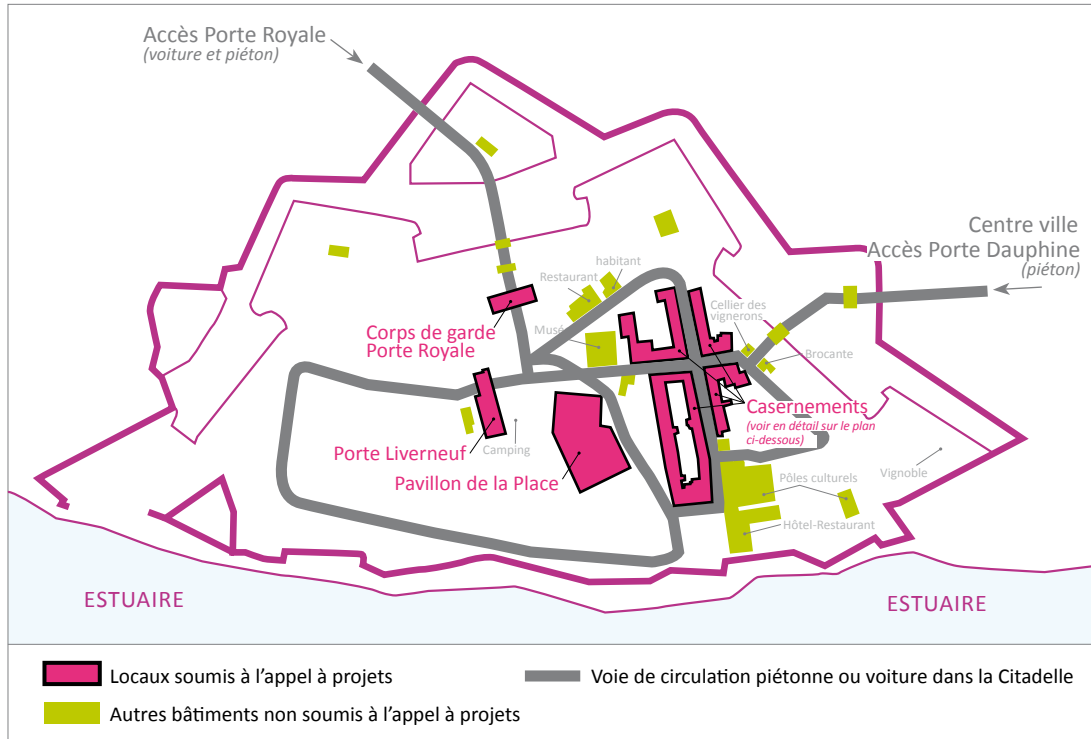 Accès Porte Royale
(voiture et piéton)
Centre ville
Accès Porte Dauphine
(piéton)
habitant
Restaurant
Cellier des
vignerons
Corps de garde
Porte Royale
Musé
Brocante
Casernements
(voir en détail sur le plan
ci-dessous)
Porte Liverneuf
Camping
Pavillon de la Place
Pôles culturels
Vignoble
Hôtel-Restaurant
ESTUAIRE
ESTUAIRE
Locaux soumis à l'appel à projets
Voie de circulation piétonne ou voiture dans la Citadelle
Autres bâtiments non soumis à l'appel à projets